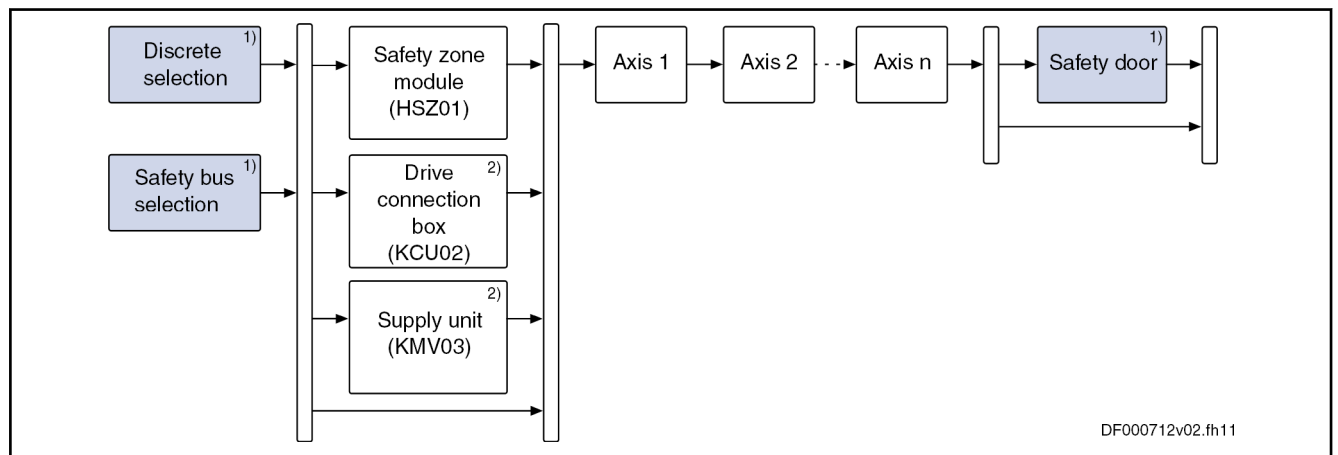 Discrete
selection
1)
Safety zone
module
(HSZ01)
Axis 1
Axis 2
Axis n
Safety door
1)
Safety bus
selection
1)
Drive
connection
box
(KCU02)
2)
Supply unit
(KMV03)
2)
DF000712v02.fh11